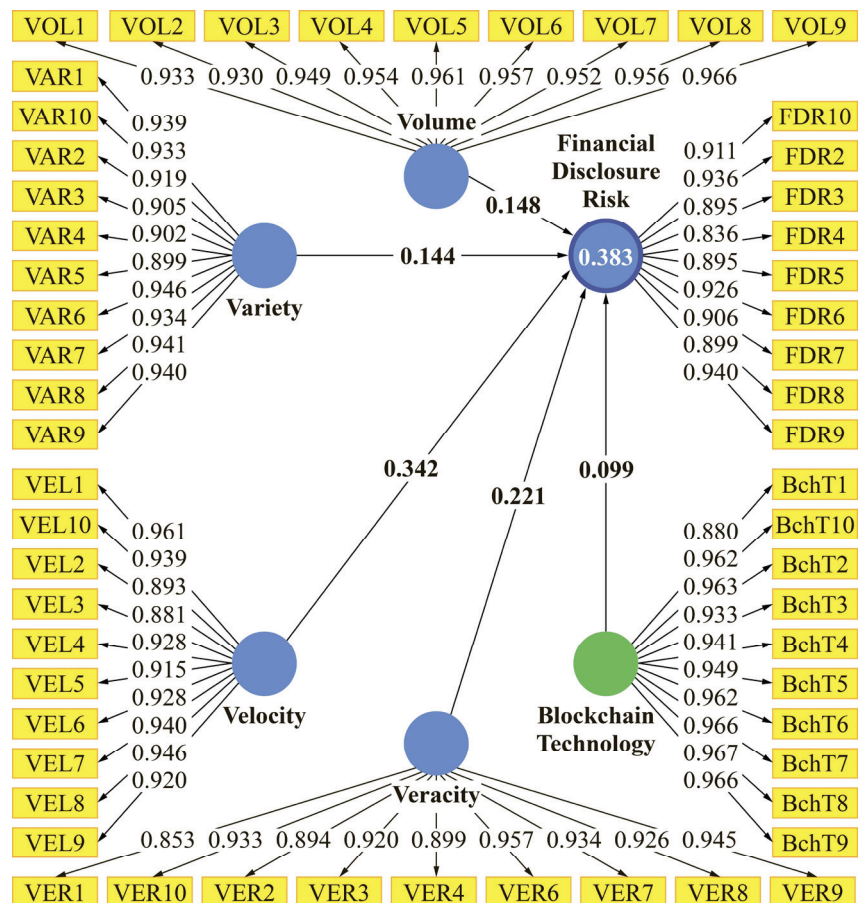 VOL1 VOL2 VOL3 VOL4 VOL5 VOL6 VOL7 VOL8 VOL9
0.933 0.930 0.949 0.954 0.961 0.957 0.952 0.956 0.966
Volume
VAR1
VAR10
VAR2
VAR3
VAR4
VAR5
VAR6
VAR7
VAR8
VAR9
0.939
0.933
0.919
0.905
0.902
0.899
0.946
0.934
0.941
0.940
Variety
Financial
Disclosure
Risk
0.383
0.148
0.144
0.911
0.936
0.895
0.836
0.895
0.926
0.906
0.899
0.940
FDR10
FDR2
FDR3
FDR4
FDR5
FDR6
FDR7
FDR8
FDR9
0.342
0.221
0.099
VEL1
VEL10
VEL2
VEL3
VEL4
VEL5
VEL6
VEL7
VEL8
VEL9
0.961
0.939
0.893
0.881
0.928
0.915
0.928
0.940
0.946
0.920
Velocity
Blockchain
Technology
0.880
0.962
0.963
0.933
0.941
0.949
0.962
0.966
0.967
0.966
BchT1
BchT10
BchT2
BchT3
BchT4
BchT5
BchT6
BchT7
BchT8
BchT9
Veracity
0.853 0.933 0.894 0.920 0.899 0.957 0.934 0.926 0.945
VER1 VER10 VER2 VER3 VER4 VER6 VER7 VER8 VER9